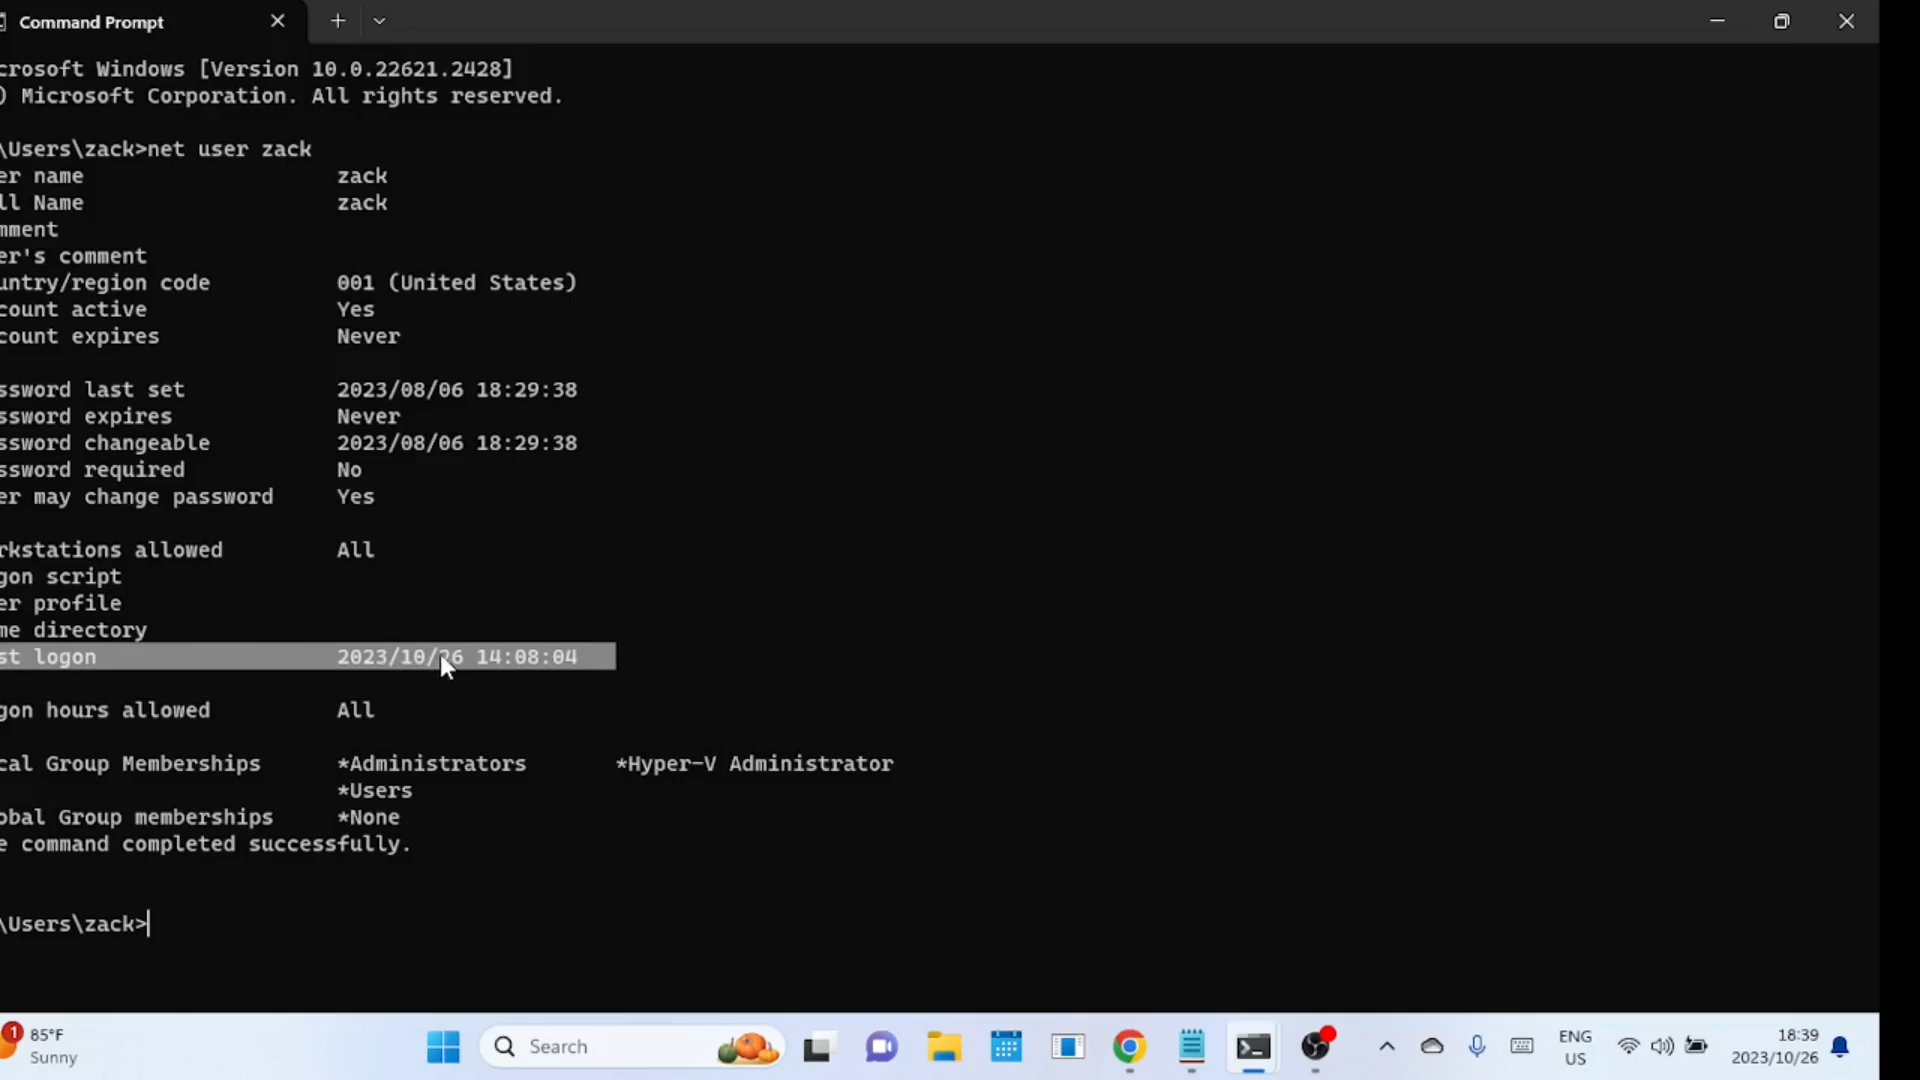 Command Prompt
crosoft Windows [Version 10.0.22621.2428]
) Microsoft Corporation. All rights reserved.
\Users\zack>net user zack
er name zack
ll Name zack
mment
er's comment
untry/region code 001 (United States)
count active Yes
count expires Never
ssword last set 2023/08/06 18:29:38
ssword expires Never
ssword changeable 2023/08/06 18:29:38
ssword required No
er may change password Yes
rkstations allowed All
gon script
er profile
me directory
st logon 2023/10/26 14:08:04
gon hours allowed All
cal Group Memberships *Administrators *Hyper-V Administrator
*Users
obal Group memberships *None
e command completed successfully.
\Users\zack>
1 85°F
Sunny
Search
ENG
US
18:39
2023/10/26